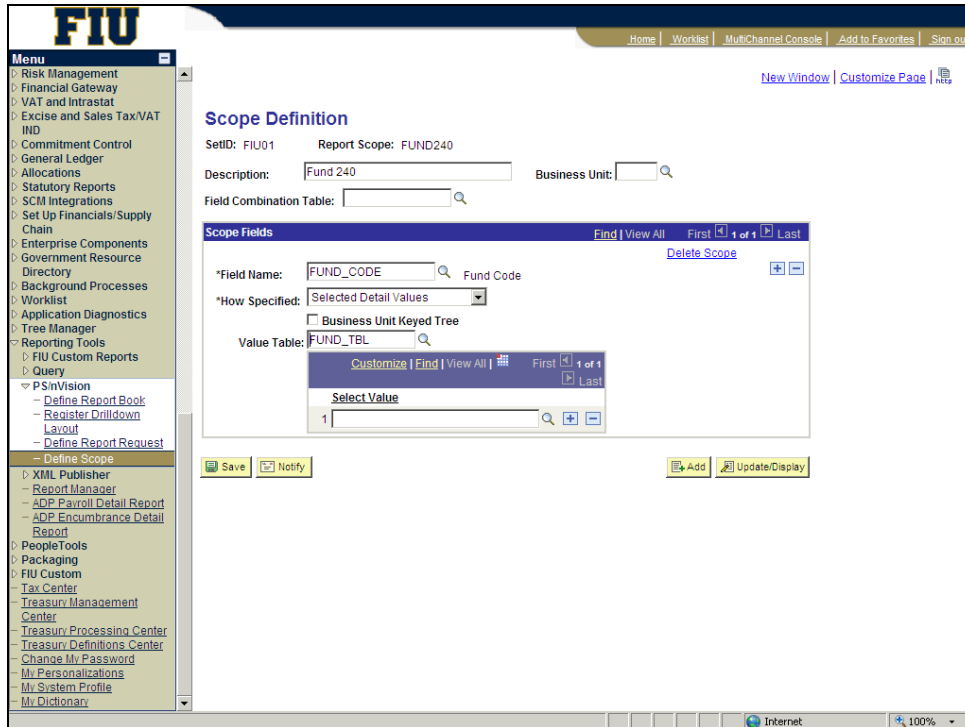 FIU
Home | Worklist | MultiChannel Console | Add to Favorites | Sign ou
Menu
Risk Management
Financial Gateway
VAT and Intrastat
Excise and Sales Tax/VAT
IND
Commitment Control
General Ledger
Allocations
Statutory Reports
SCM Integrations
Set Up Financials/Supply
Chain
Enterprise Components
Government Resource
Directory
Background Processes
Worklist
Application Diagnostics
Tree Manager
Reporting Tools
FIU Custom Reports
Query
PS/nVision
Define Report Book
Register Drilldown
Layout
Define Report Request
Define Scope
XML Publisher
Report Manager
ADP Payroll Detail Report
ADP Encumbrance Detail
Report
PeopleTools
Packaging
FIU Custom
Tax Center
Treasury Management
Center
Treasury Processing Center
Treasury Definitions Center
Change My Password
My Personalizations
My System Profile
My Dictionary
New Window | Customize Page | http
Scope Definition
SetID: FIU01 Report Scope: FUND240
Description: Fund 240 Business Unit:
Field Combination Table:
Scope Fields Find | View All First 1 of 1 Last
Delete Scope
*Field Name: FUND_CODE Fund Code
*How Specified: Selected Detail Values
Business Unit Keyed Tree
Value Table: FUND_TBL
Customize | Find | View All | First 1 of 1
Last
Select Value
1
Save Notify Add Update/Display
Internet 100%